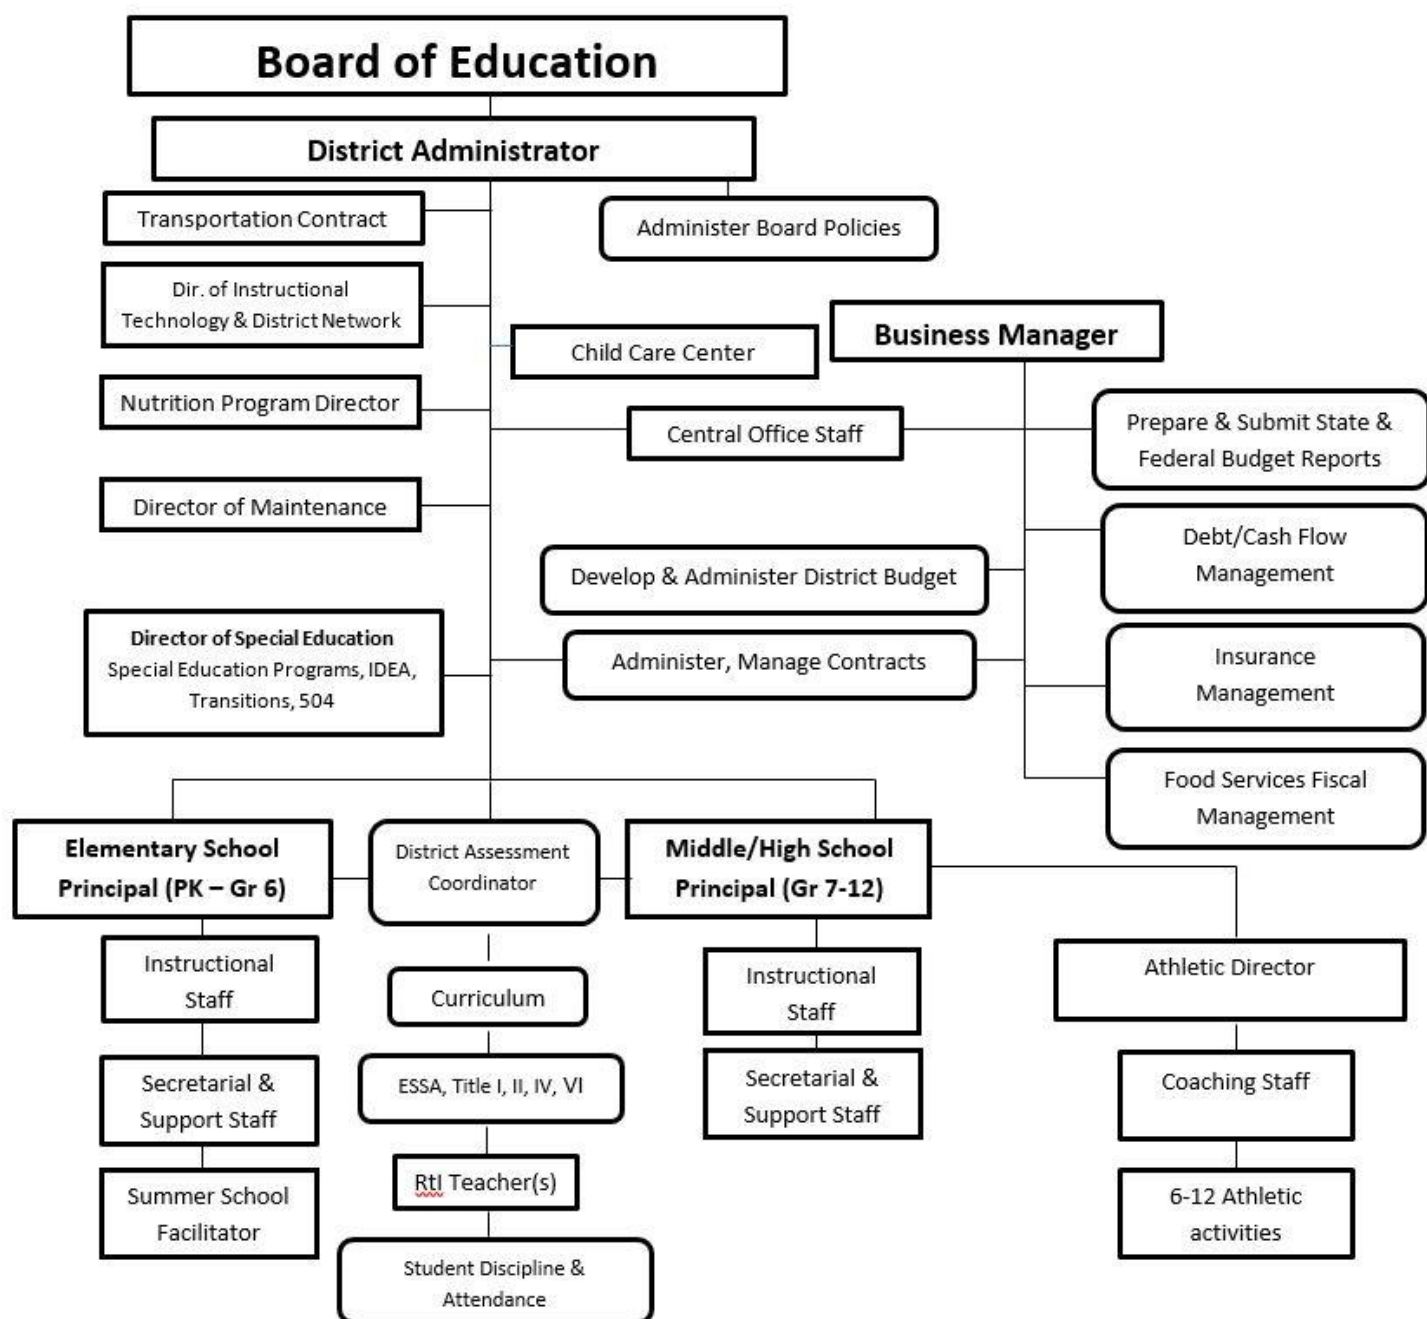 Board of Education
District Administrator
Transportation Contract
Administer Board Policies
Dir. of Instructional
Technology & District Network
Child Care Center
Business Manager
Nutrition Program Director
Central Office Staff
Prepare & Submit State &
Federal Budget Reports
Director of Maintenance
Debt/Cash Flow
Management
Develop & Administer District Budget
Director of Special Education
Special Education Programs, IDEA,
Transitions, 504
Administer, Manage Contracts
Insurance
Management
Food Services Fiscal
Management
Elementary School
Principal (PK – Gr 6)
District Assessment
Coordinator
Middle/High School
Principal (Gr 7-12)
Instructional
Staff
Curriculum
Instructional
Staff
Athletic Director
Secretarial &
Support Staff
ESSA, Title I, II, IV, VI
Secretarial &
Support Staff
Coaching Staff
Summer School
Facilitator
RtI Teacher(s)
6-12 Athletic
activities
Student Discipline &
Attendance